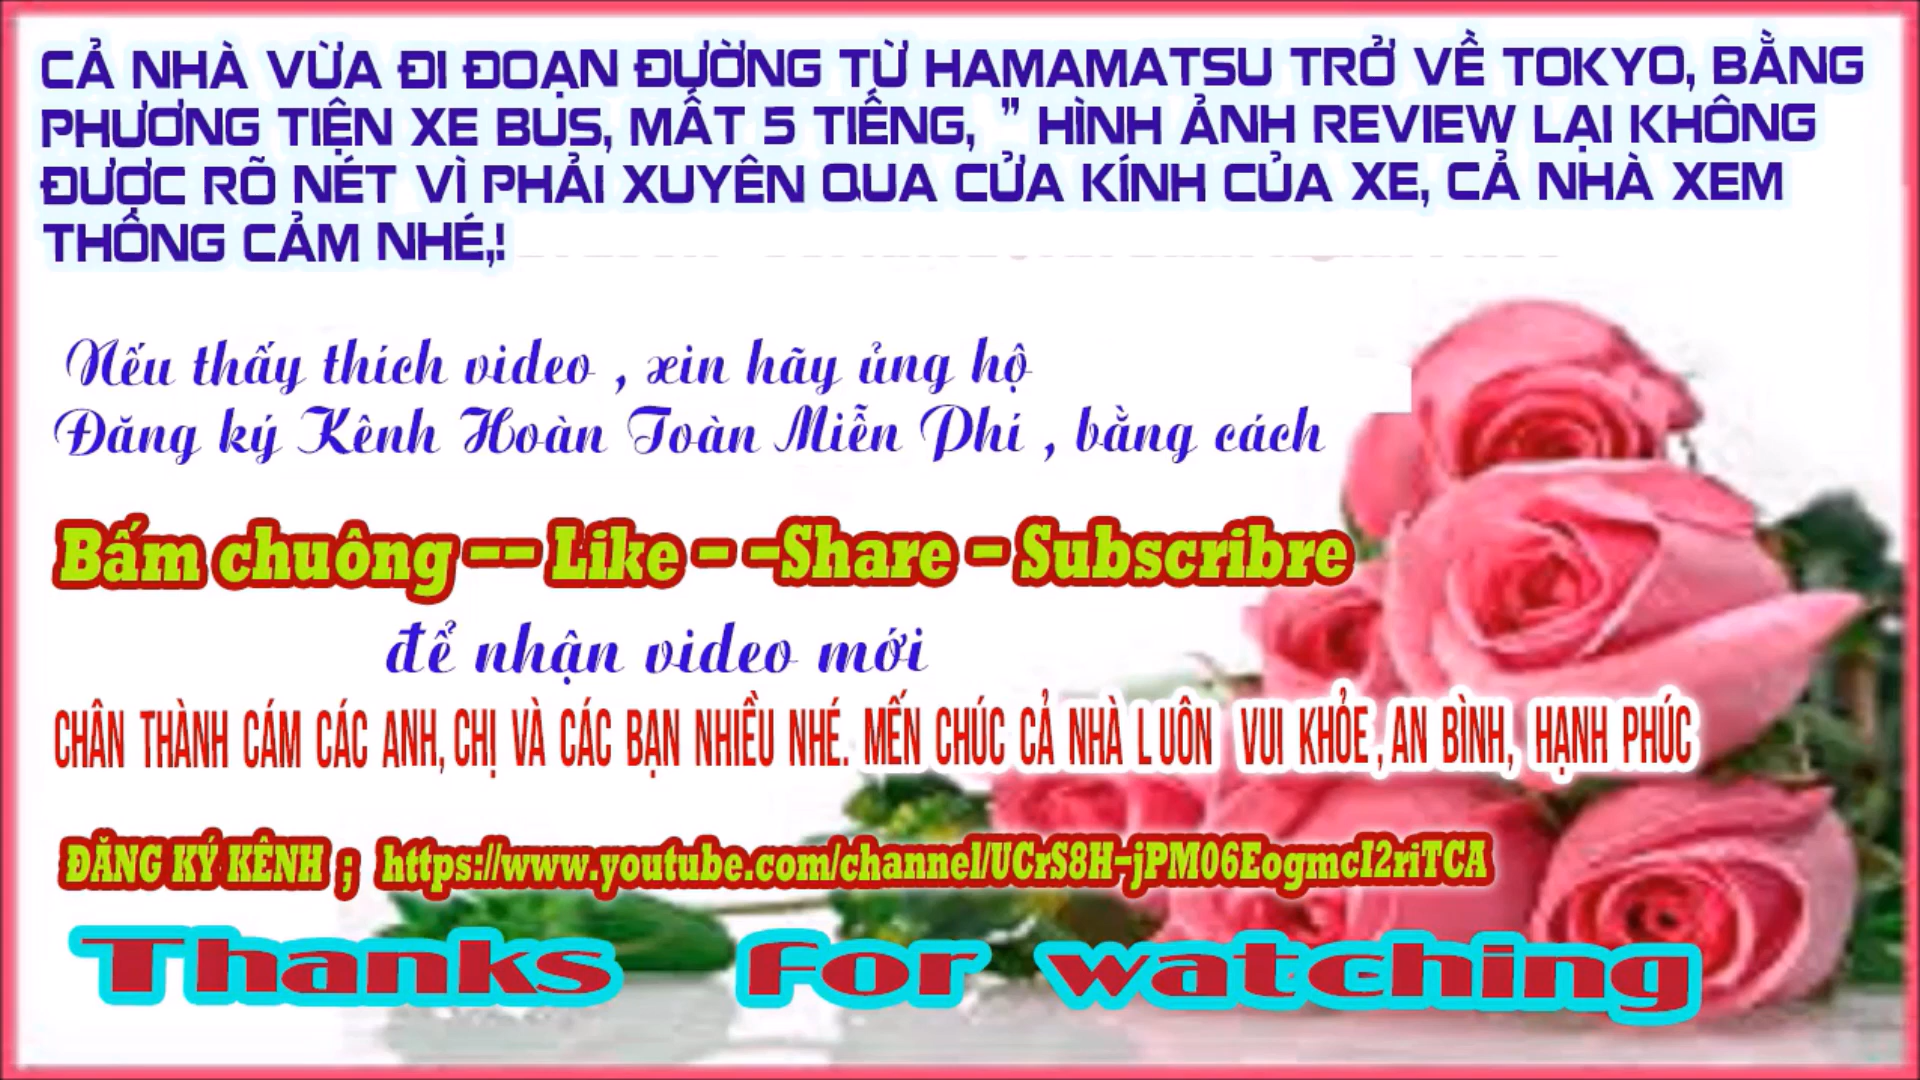 CẢ NHÀ VỪA ĐI ĐOẠN ĐƯỜNG TỪ HAMAMATSU TRỞ VỀ TOKYO, BẰNG
PHƯƠNG TIỆN XE BUS, MẤT 5 TIẾNG, " HÌNH ẢNH REVIEW LẠI KHÔNG
ĐƯỢC RÕ NÉT VÌ PHẢI XUYÊN QUA CỬA KÍNH CỦA XE, CẢ NHÀ XEM
THÔNG CẢM NHÉ,!
Nếu thấy thích video , xin hãy ủng hộ
Đăng ký Kênh Hoàn Toàn Miễn Phí , bằng cách
Bấm chuông -- Like - -Share - Subscribre
để nhận video mới
CHÂN THÀNH CÁM CÁC ANH, CHỊ VÀ CÁC BẠN NHIỀU NHÉ. MẾN CHÚC CẢ NHÀ LUÔN VUI KHỎE, AN BÌNH, HẠNH PHÚC
ĐĂNG KÝ KÊNH ; https://www.youtube.com/channel/UCrS8H-jPM06EogmcI2riTCA
Thanks for watching